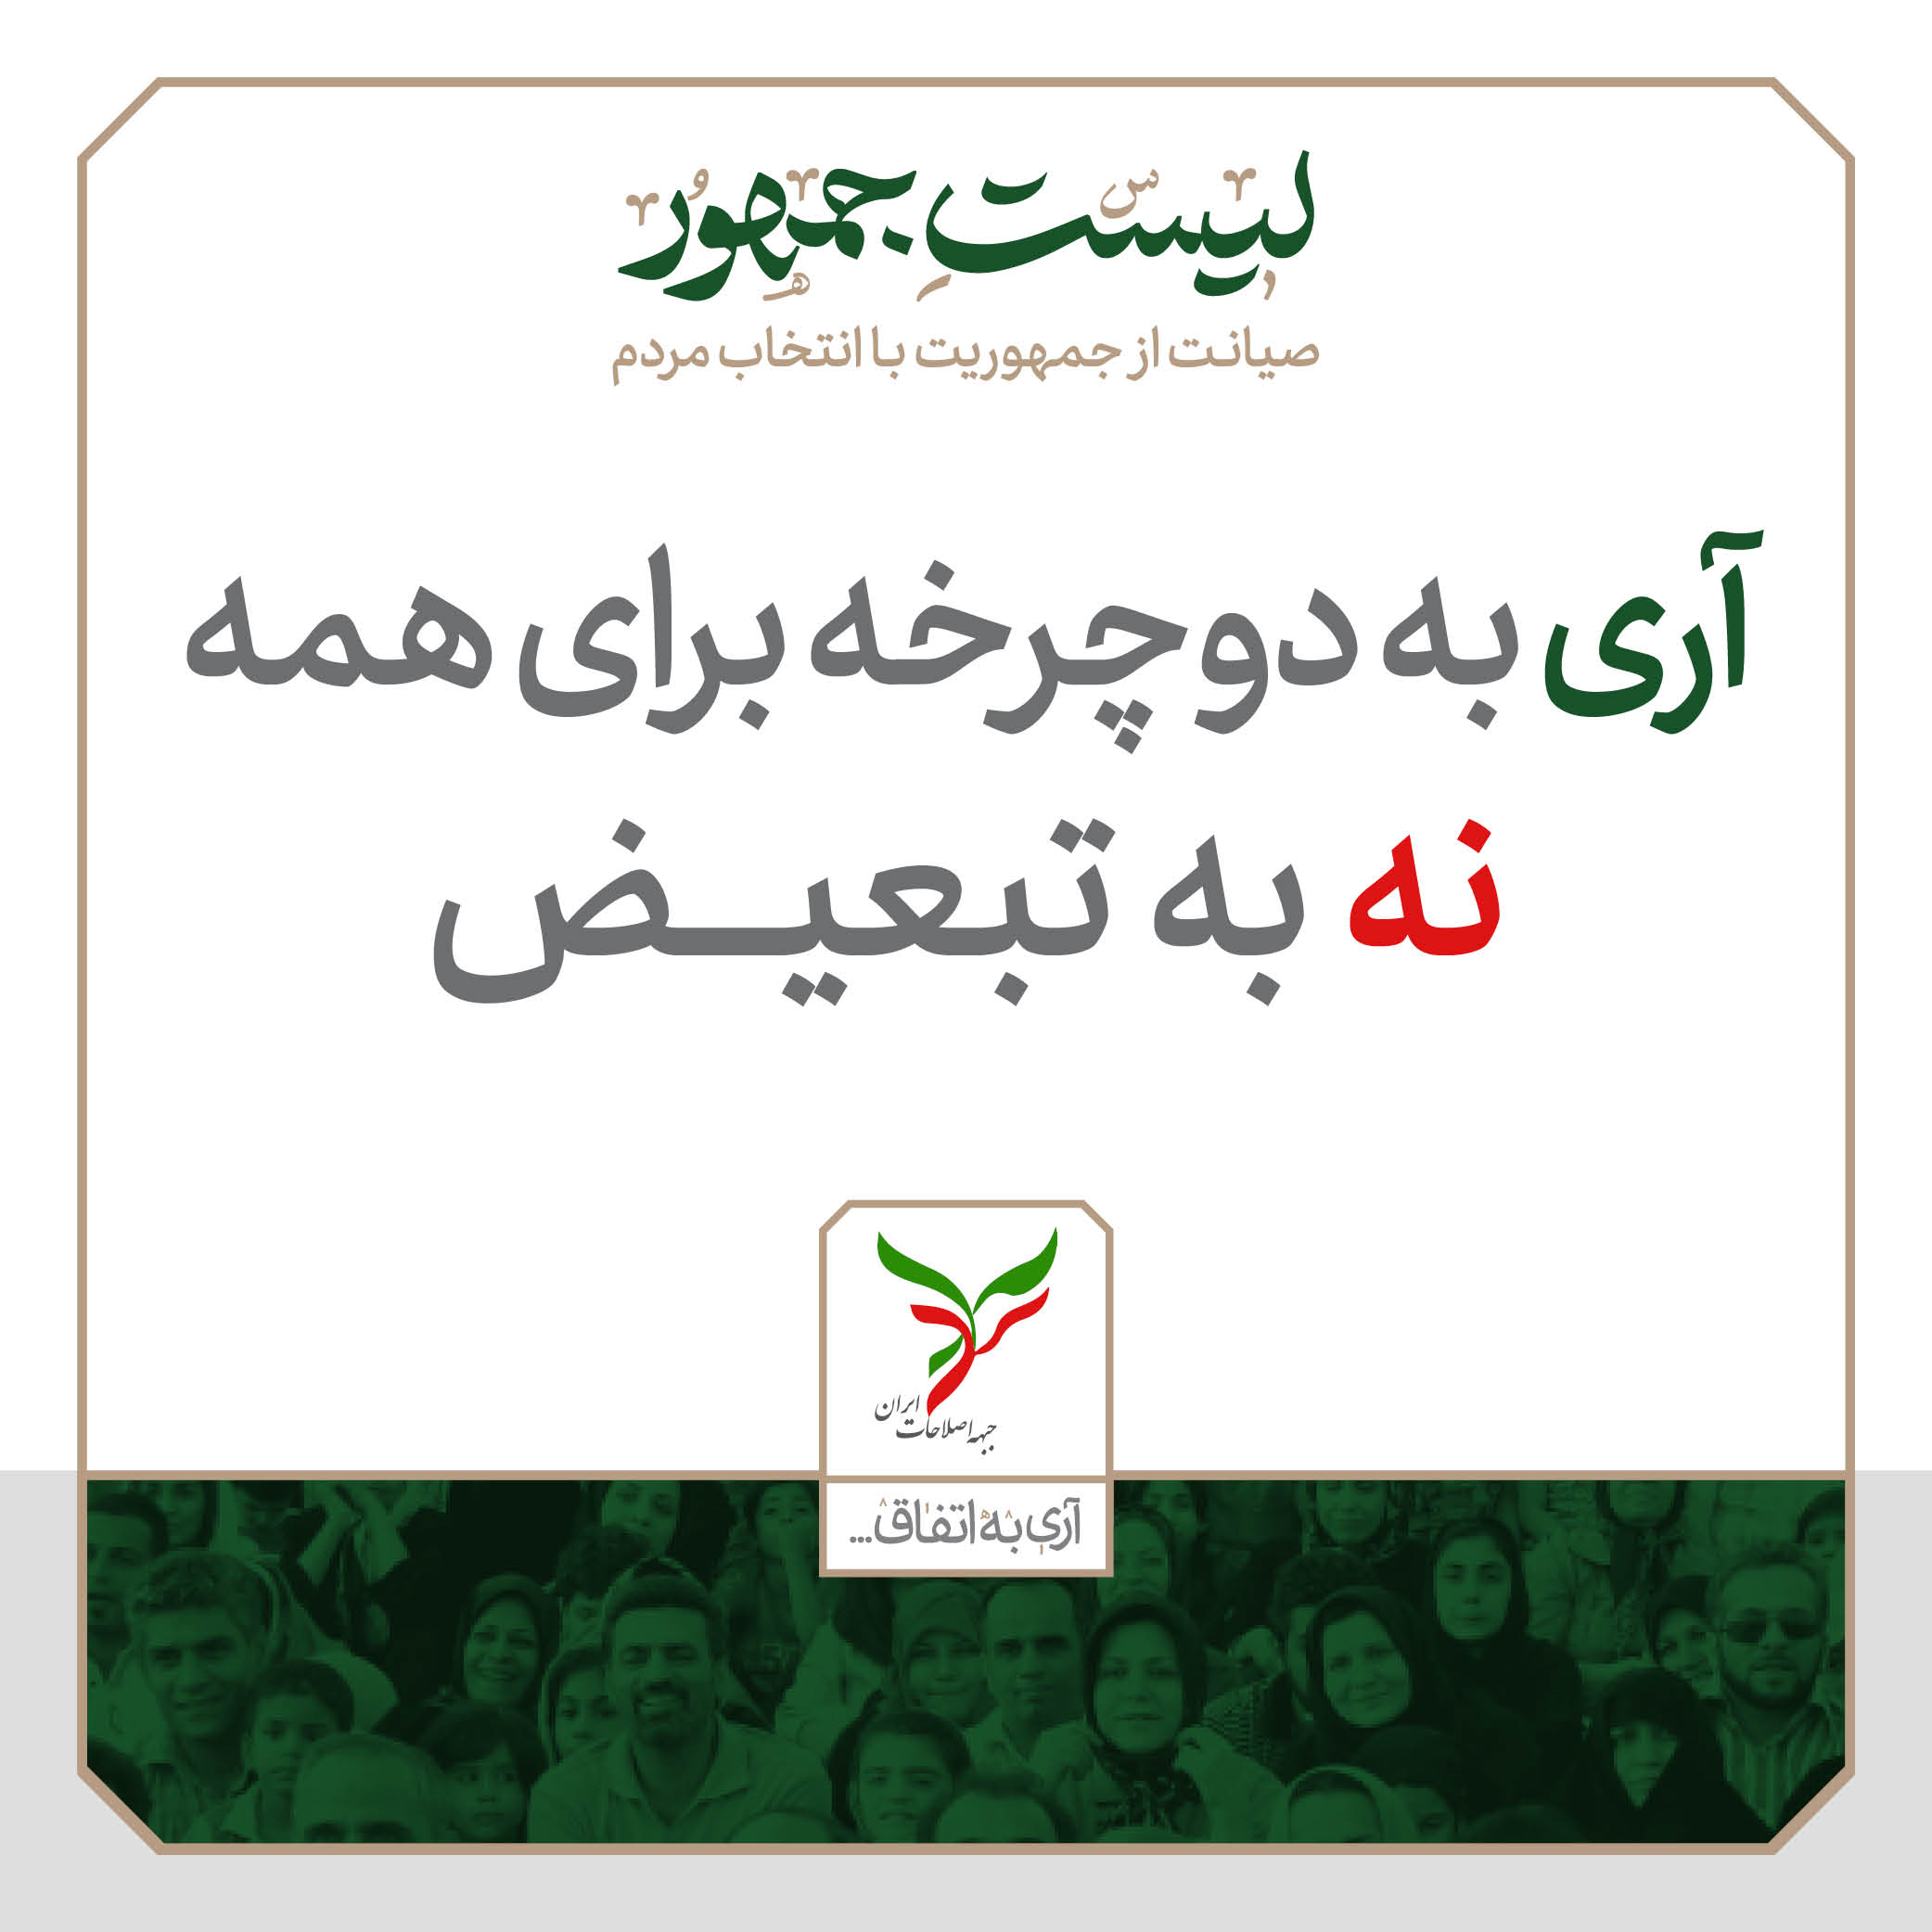 لیستِ جمهور
صیانت از جمهوریت با انتخاب مردم
آری به دوچرخه برای همه
نه به تبعیض
جبهه اصلاحات
ایران
آری به اتفاق...